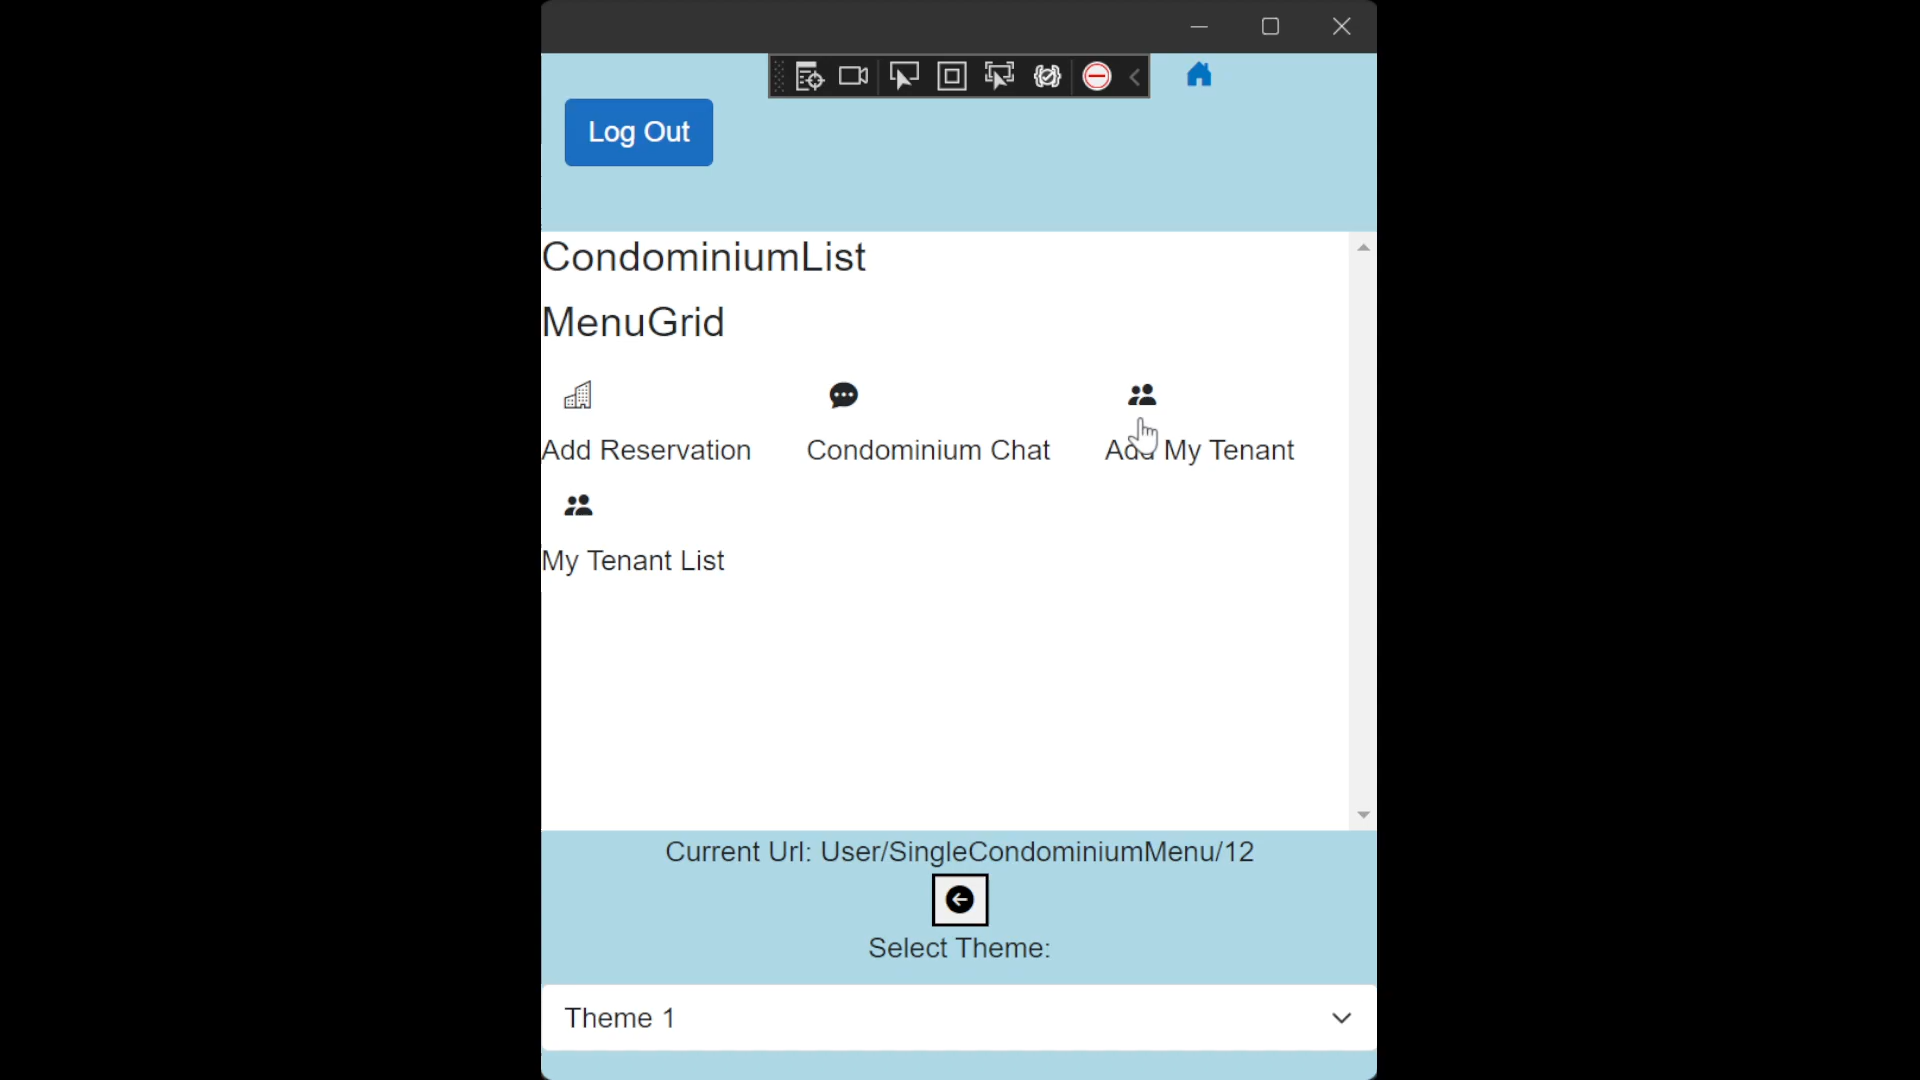 Log Out
CondominiumList
MenuGrid
Add Reservation
Condominium Chat
Add My Tenant
My Tenant List
Current Url: User/SingleCondominiumMenu/12
Select Theme:
Theme 1